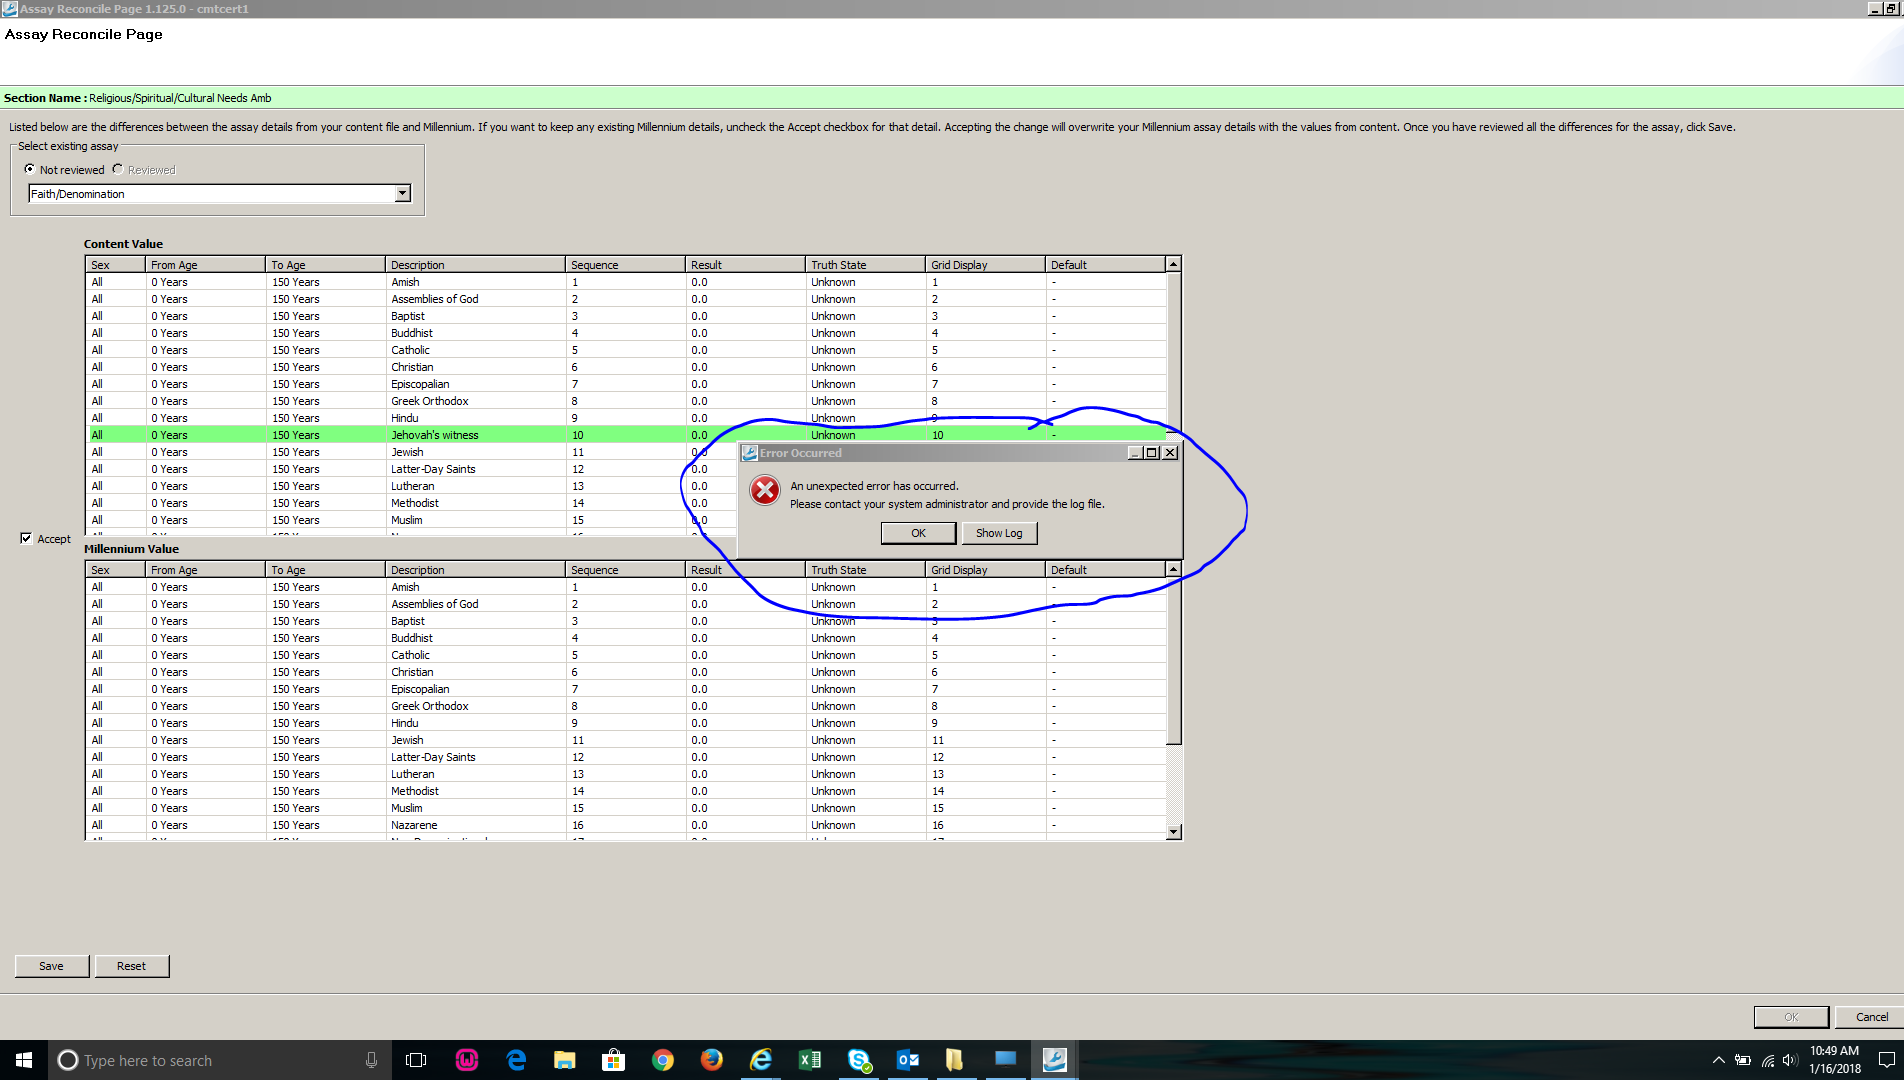 Assay Reconcile Page 1.125.0 - cmtcert1
Assay Reconcile Page
Section Name : Religious/Spiritual/Cultural Needs Amb
Listed below are the differences between the assay details from your content file and Millennium. If you want to keep any existing Millennium details, uncheck the Accept checkbox for that detail. Accepting the change will overwrite your Millennium assay details with the values from content. Once you have reviewed all the differences for the assay, click Save.
Select existing assay
Not reviewed Reviewed
Faith/Denomination
Content Value
Sex From Age To Age Description Sequence Result Truth State Grid Display Default
All 0 Years 150 Years Amish 1 0.0 Unknown 1 -
All 0 Years 150 Years Assemblies of God 2 0.0 Unknown 2 -
All 0 Years 150 Years Baptist 3 0.0 Unknown 3 -
All 0 Years 150 Years Buddhist 4 0.0 Unknown 4 -
All 0 Years 150 Years Catholic 5 0.0 Unknown 5 -
All 0 Years 150 Years Christian 6 0.0 Unknown 6 -
All 0 Years 150 Years Episcopalian 7 0.0 Unknown 7 -
All 0 Years 150 Years Greek Orthodox 8 0.0 Unknown 8 -
All 0 Years 150 Years Hindu 9 0.0 Unknown 9 -
All 0 Years 150 Years Jehovah's witness 10 0.0 Unknown 10 -
All 0 Years 150 Years Jewish 11 0.0
All 0 Years 150 Years Latter-Day Saints 12 0.0
All 0 Years 150 Years Lutheran 13 0.0
All 0 Years 150 Years Methodist 14 0.0
All 0 Years 150 Years Muslim 15 0.0
Error Occurred
An unexpected error has occurred.
Please contact your system administrator and provide the log file.
OK Show Log
Accept
Millennium Value
Sex From Age To Age Description Sequence Result Truth State Grid Display Default
All 0 Years 150 Years Amish 1 0.0 Unknown 1 -
All 0 Years 150 Years Assemblies of God 2 0.0 Unknown 2 -
All 0 Years 150 Years Baptist 3 0.0 Unknown 3 -
All 0 Years 150 Years Buddhist 4 0.0 Unknown 4 -
All 0 Years 150 Years Catholic 5 0.0 Unknown 5 -
All 0 Years 150 Years Christian 6 0.0 Unknown 6 -
All 0 Years 150 Years Episcopalian 7 0.0 Unknown 7 -
All 0 Years 150 Years Greek Orthodox 8 0.0 Unknown 8 -
All 0 Years 150 Years Hindu 9 0.0 Unknown 9 -
All 0 Years 150 Years Jewish 11 0.0 Unknown 11 -
All 0 Years 150 Years Latter-Day Saints 12 0.0 Unknown 12 -
All 0 Years 150 Years Lutheran 13 0.0 Unknown 13 -
All 0 Years 150 Years Methodist 14 0.0 Unknown 14 -
All 0 Years 150 Years Muslim 15 0.0 Unknown 15 -
All 0 Years 150 Years Nazarene 16 0.0 Unknown 16 -
Save Reset
OK Cancel
Type here to search
10:49 AM
1/16/2018